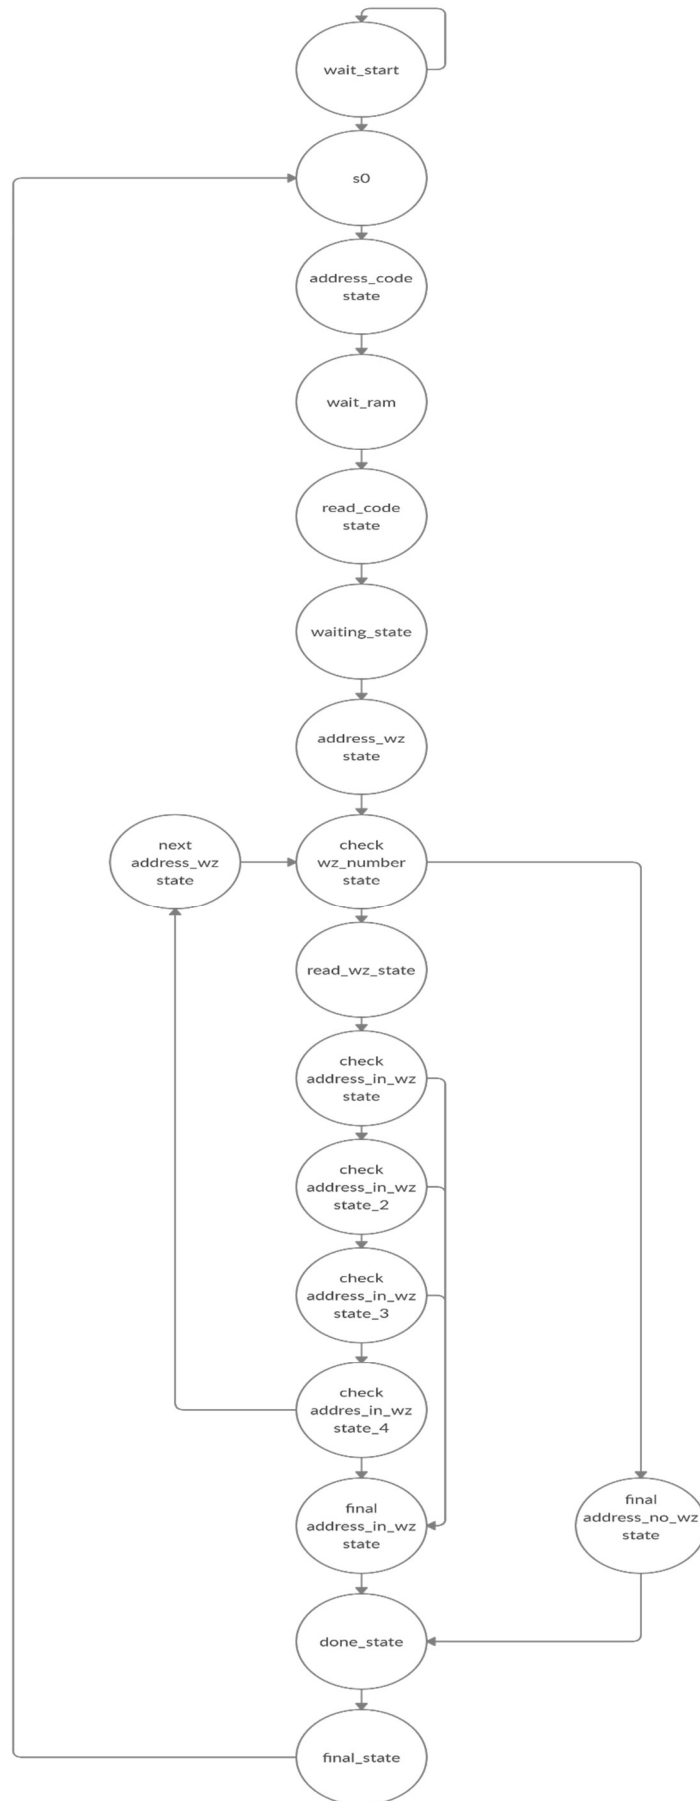 wait_start
s0
address_code
state
wait_ram
read_code
state
waiting_state
address_wz
state
next
address_wz
state
check
wz_number
state
read_wz_state
check
address_in_wz
state
check
address_in_wz
state_2
check
address_in_wz
state_3
check
addres_in_wz
state_4
final
address_in_wz
state
final
address_no_wz
state
done_state
final_state